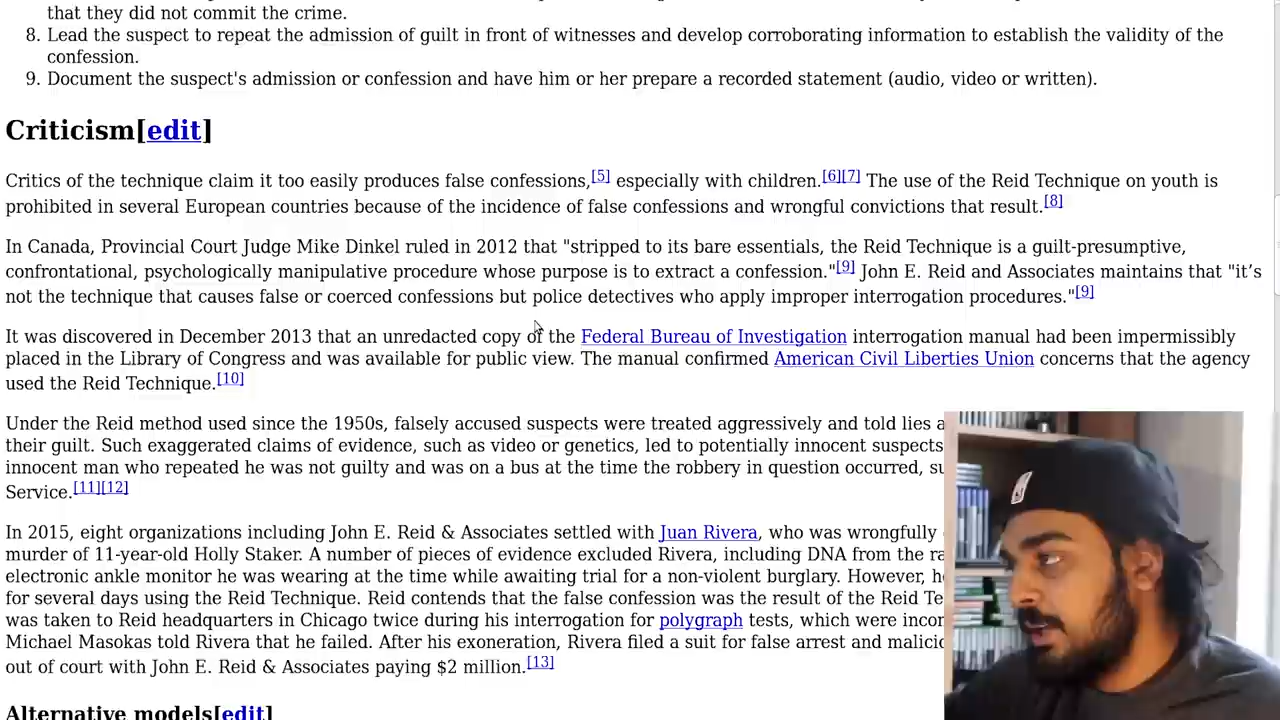 that they did not commit the crime.
8. Lead the suspect to repeat the admission of guilt in front of witnesses and develop corroborating information to establish the validity of the
confession.
9. Document the suspect's admission or confession and have him or her prepare a recorded statement (audio, video or written).
Criticism[edit]
Critics of the technique claim it too easily produces false confessions,[5] especially with children.[6][7] The use of the Reid Technique on youth is
prohibited in several European countries because of the incidence of false confessions and wrongful convictions that result.[8]
In Canada, Provincial Court Judge Mike Dinkel ruled in 2012 that "stripped to its bare essentials, the Reid Technique is a guilt-presumptive,
confrontational, psychologically manipulative procedure whose purpose is to extract a confession."[9] John E. Reid and Associates maintains that "it’s
not the technique that causes false or coerced confessions but police detectives who apply improper interrogation procedures."[9]
It was discovered in December 2013 that an unredacted copy of the Federal Bureau of Investigation interrogation manual had been impermissibly
placed in the Library of Congress and was available for public view. The manual confirmed American Civil Liberties Union concerns that the agency
used the Reid Technique.[10]
Under the Reid method used since the 1950s, falsely accused suspects were treated aggressively and told lies
their guilt. Such exaggerated claims of evidence, such as video or genetics, led to potentially innocent suspects
innocent man who repeated he was not guilty and was on a bus at the time the robbery in question occurred,
Service.[11][12]
In 2015, eight organizations including John E. Reid & Associates settled with Juan Rivera, who was wrongfully
murder of 11-year-old Holly Staker. A number of pieces of evidence excluded Rivera, including DNA from the
electronic ankle monitor he was wearing at the time while awaiting trial for a non-violent burglary. However,
for several days using the Reid Technique. Reid contends that the false confession was the result of the Reid
was taken to Reid headquarters in Chicago twice during his interrogation for polygraph tests, which were
Michael Masokas told Rivera that he failed. After his exoneration, Rivera filed a suit for false arrest and
out of court with John E. Reid & Associates paying $2 million.[13]
Alternative models[edit]